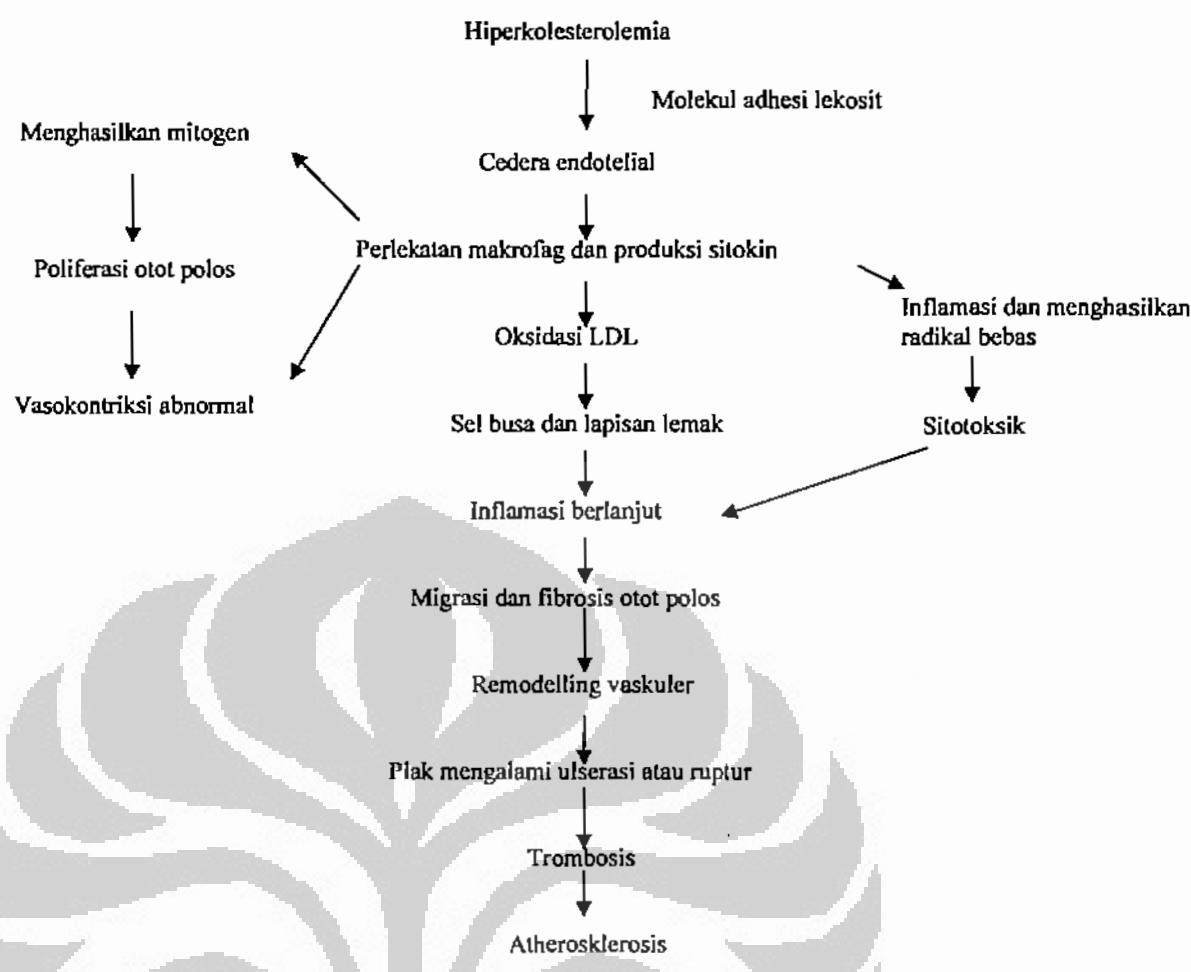 Hiperkolesterolemia
Molekul adhesi lekosit
Menghasilkan mitogen
Cedera endotelial
Perlekatan makrofag dan produksi sitokin
Poliferasi otot polos
Inflamasi dan menghasilkan
radikal bebas
Oksidasi LDL
Vasokontriksi abnormal
Sel busa dan lapisan lemak
Sitotoksik
Inflamasi berlanjut
Migrasi dan fibrosis otot polos
Remodelling vaskuler
Plak mengalami ulserasi atau ruptur
Trombosis
Atherosklerosis